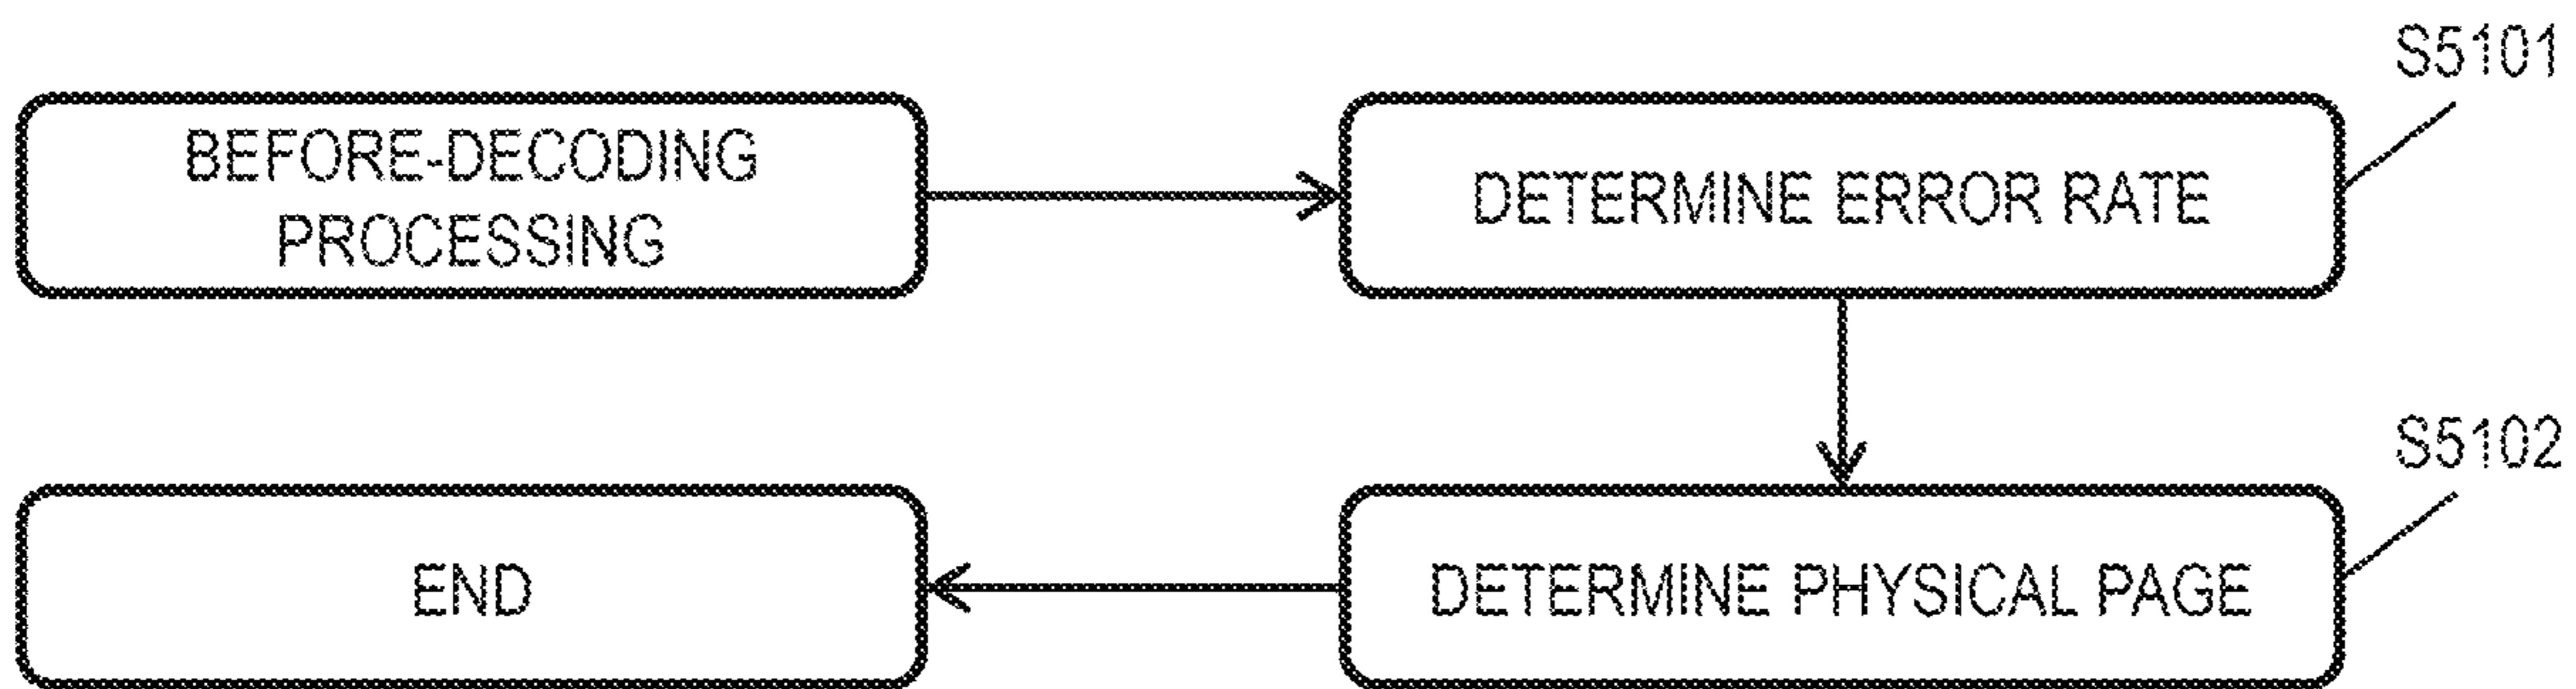 S5101
BEFORE-DECODING
PROCESSING
DETERMINE ERROR RATE
S5102
END
DETERMINE PHYSICAL PAGE